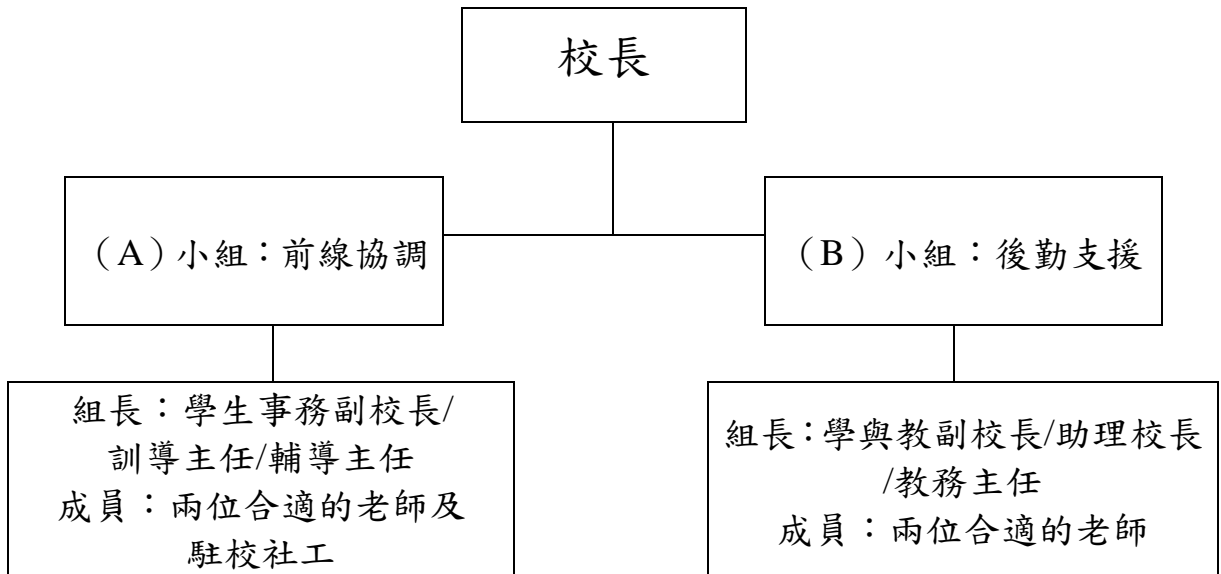 校長
（A）小組：前線協調
（B）小組：後勤支援
組長：學生事務副校長/
訓導主任/輔導主任
成員：兩位合適的老師及
駐校社工
組長：學與教副校長/助理校長
/教務主任
成員：兩位合適的老師